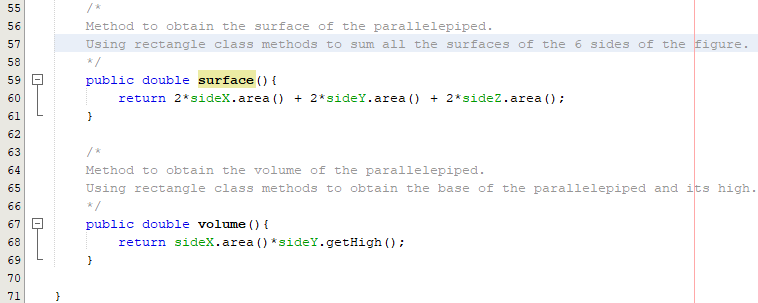 55 /*
56 Method to obtain the surface of the parallelepiped.
57 Using rectangle class methods to sum all the surfaces of the 6 sides of the figure.
58 */
59 public double surface(){
60 return 2*sideX.area() + 2*sideY.area() + 2*sideZ.area();
61 }
62
63 /*
64 Method to obtain the volume of the parallelepiped.
65 Using rectangle class methods to obtain the base of the parallelepiped and its high.
66 */
67 public double volume(){
68 return sideX.area()*sideY.getHigh();
69 }
70
71 }